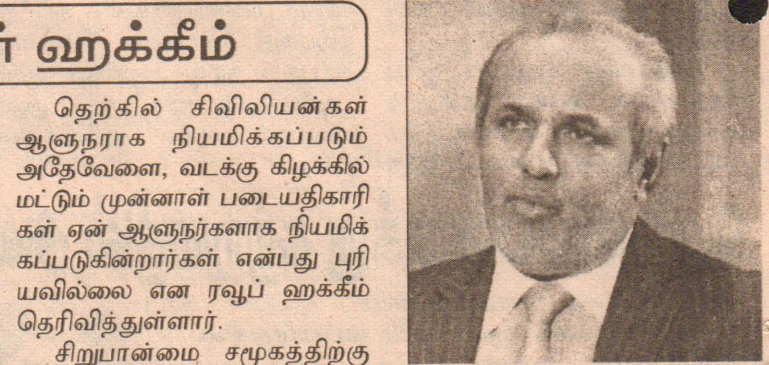 ஹக்கீம்
தெற்கில் சிவிலியன்கள்
ஆளுநராக நியமிக்கப்படும்
அதேவேளை, வடக்கு கிழக்கில்
மட்டும் முன்னாள் படையதிகாரி
கள் ஏன் ஆளுநர்களாக நியமிக்
கப்படுகின்றார்கள் என்பது புரி
யவில்லை என ரவூப் ஹக்கீம்
தெரிவித்துள்ளார்.
சிறுபான்மை சமூகத்திற்கு